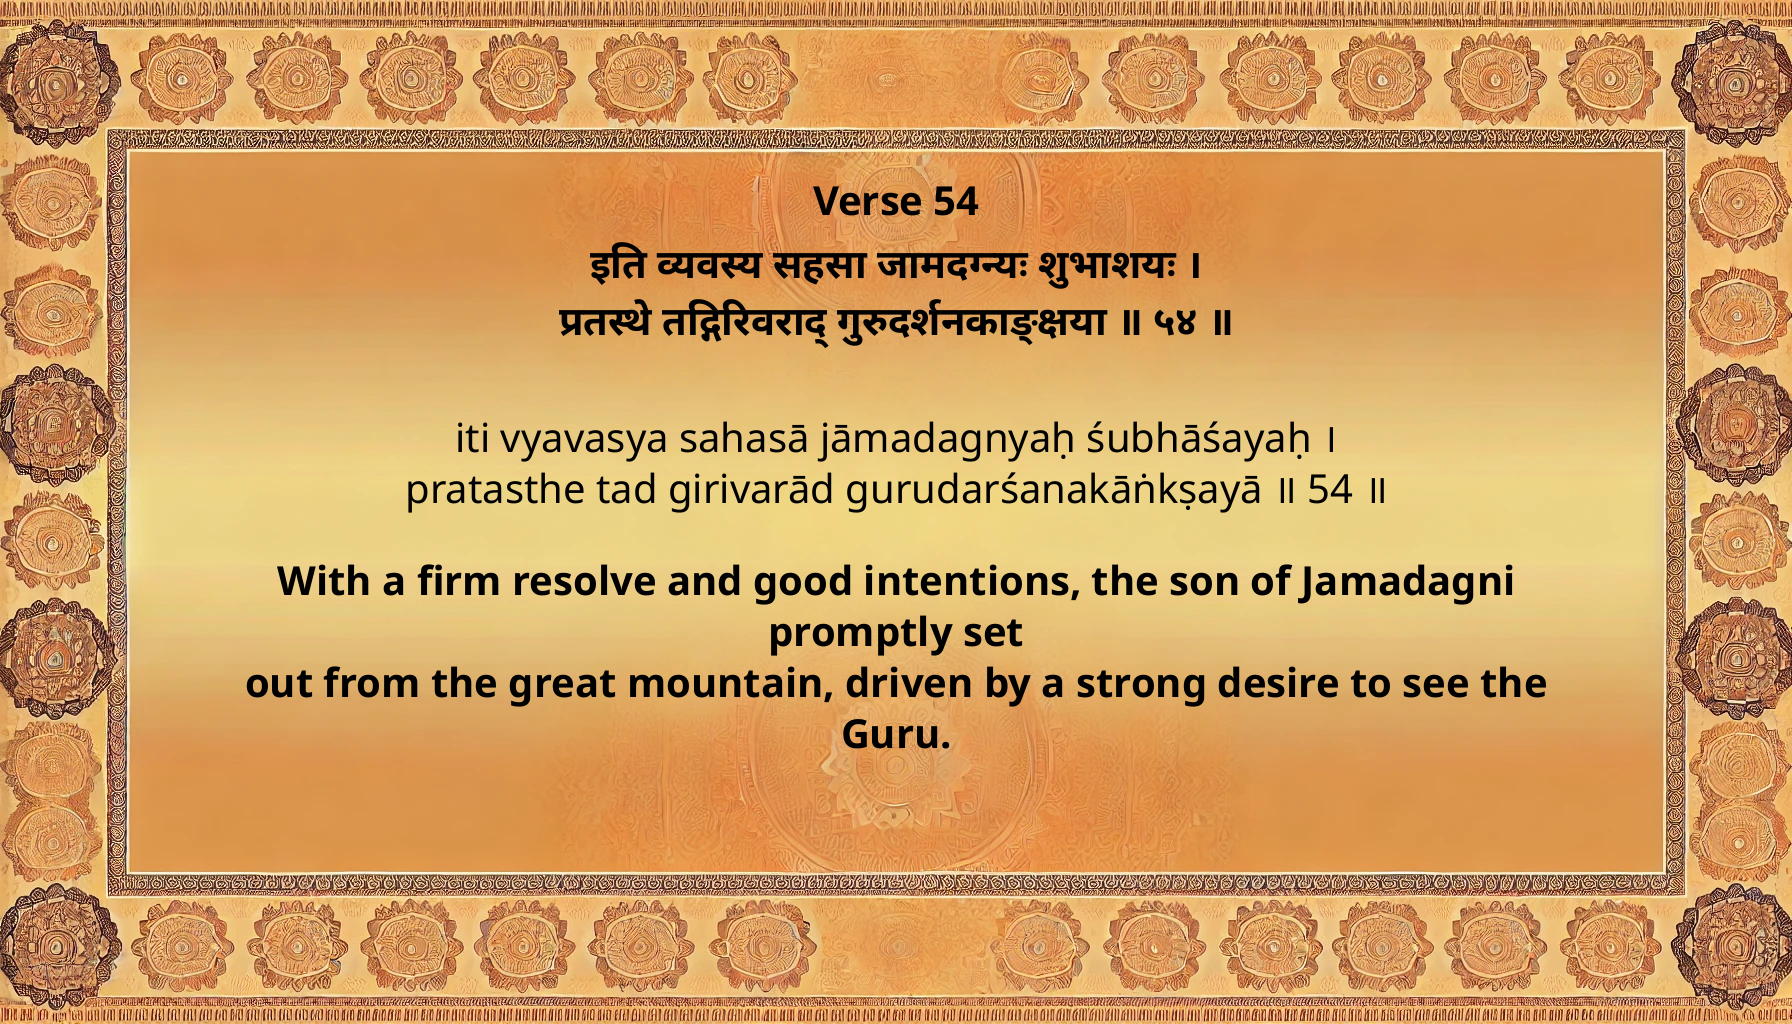 Verse 54
इति व्यवस्य सहसा जामदग्न्यः शुभाशयः ।
प्रतस्थे तद्गिरिवराद् गुरुदर्शनकाङ्क्षया ॥ ५४ ॥
iti vyavasya sahasā jāmadagnyaḥ śubhāśayaḥ ।
pratasthe tad girivarād gurudarśanakāṅkṣayā ॥ 54 ॥
With a firm resolve and good intentions, the son of Jamadagni
promptly set
out from the great mountain, driven by a strong desire to see the
Guru.